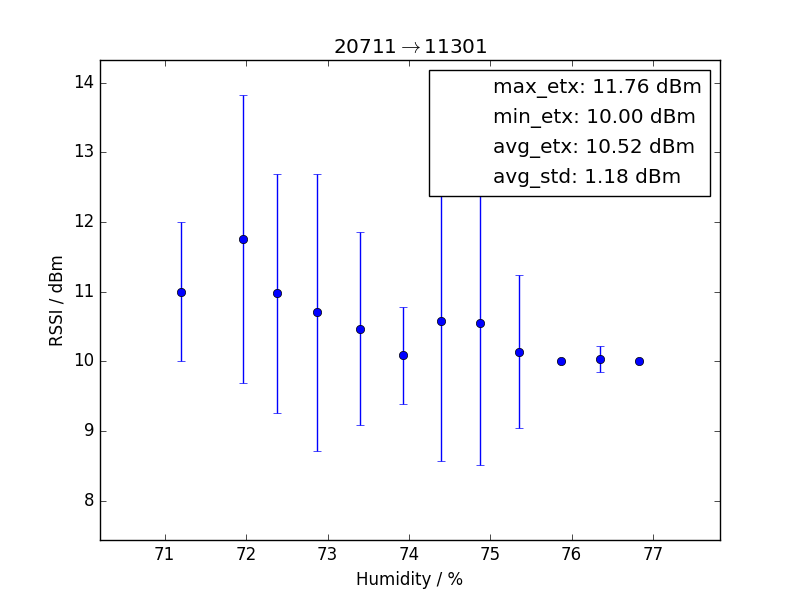 20711→11301
max_etx: 11.76 dBm
min_etx: 10.00 dBm
avg_etx: 10.52 dBm
avg_std: 1.18 dBm
14
13
12
11
10
9
8
RSSI / dBm
71 72 73 74 75 76 77
Humidity / %